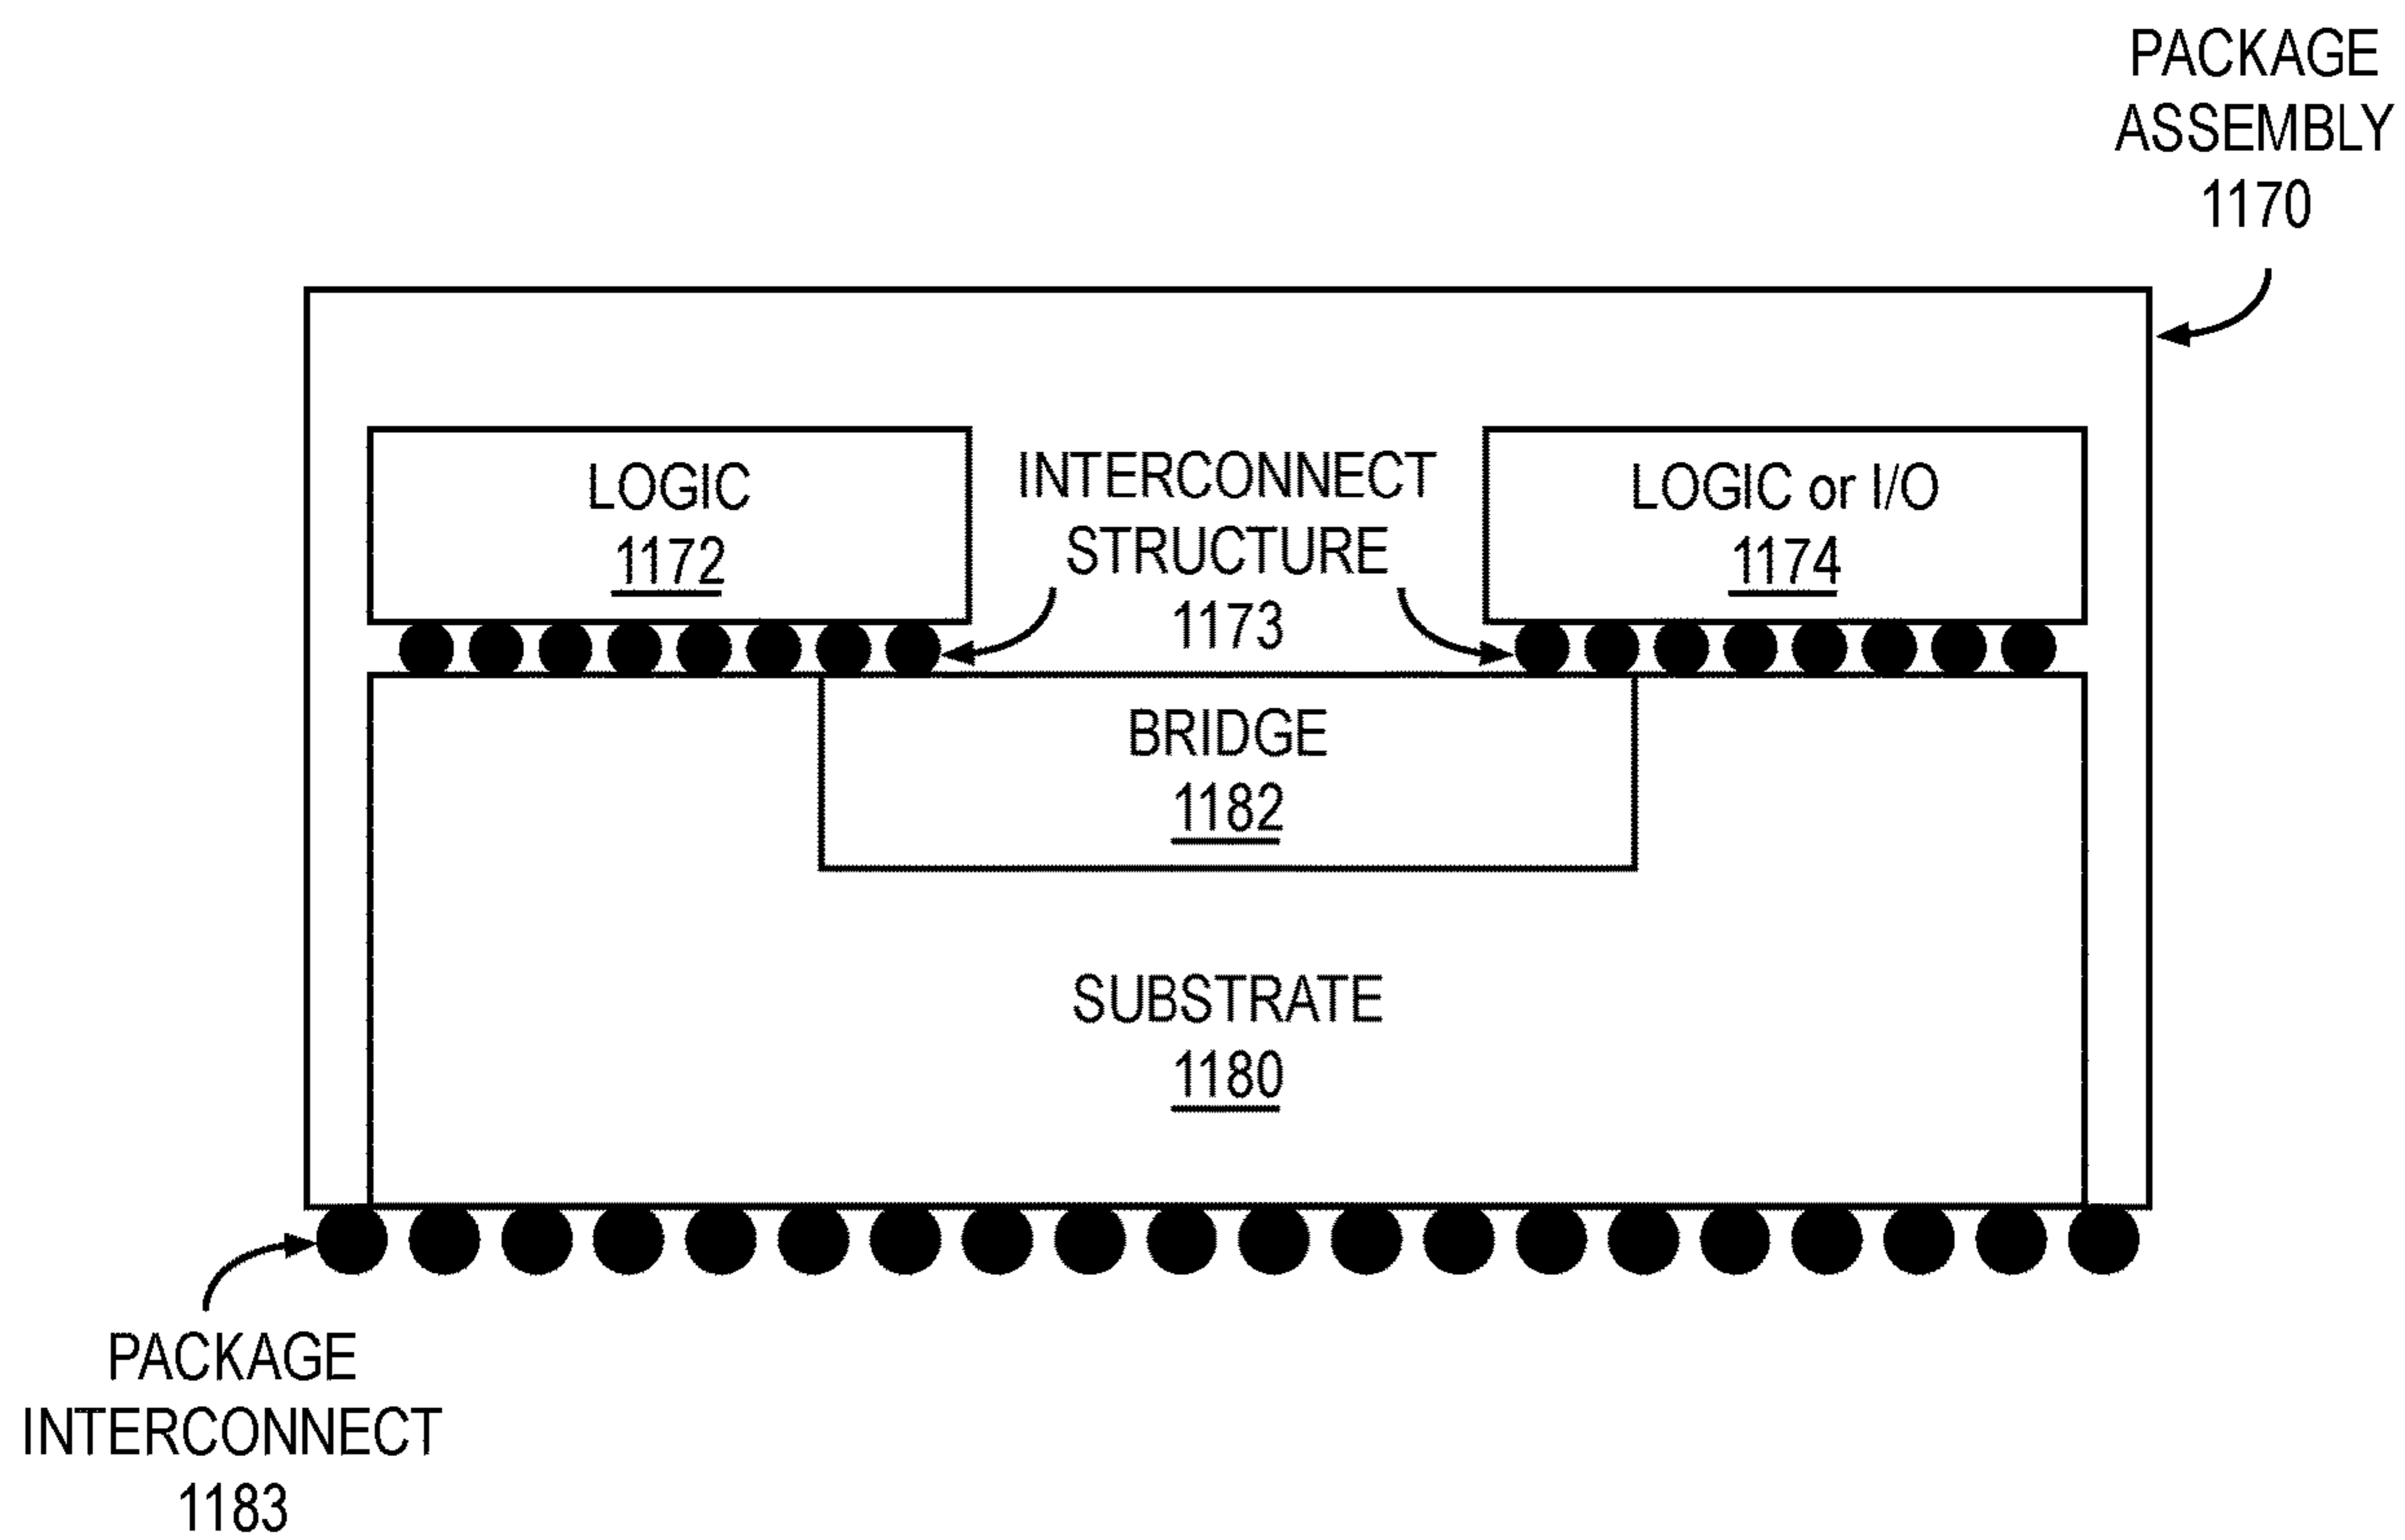 PACKAGE
ASSEMBLY
1170
LOGIC
1172
INTERCONNECT
STRUCTURE
1173
LOGIC or I/O
1174
BRIDGE
1182
SUBSTRATE
1180
PACKAGE
INTERCONNECT
1183